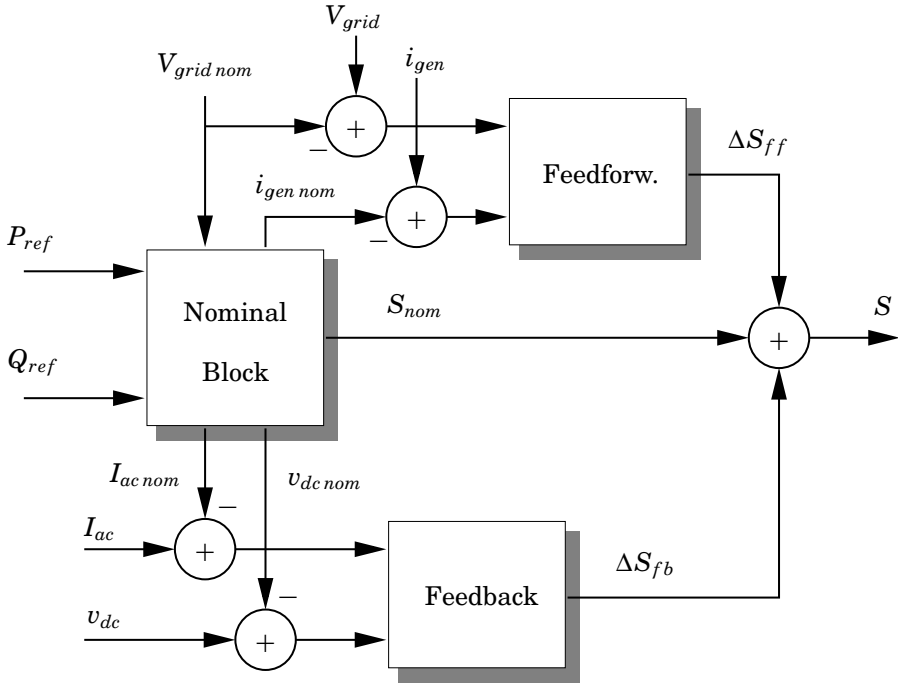 V_grid
V_grid nom
i_gen
+
−
Feedforw.
ΔS_ff
i_gen nom
+
−
P_ref
Nominal
Block
S_nom
S
+
Q_ref
I_ac nom
v_dc nom
−
I_ac
+
Feedback
ΔS_fb
−
v_dc
+